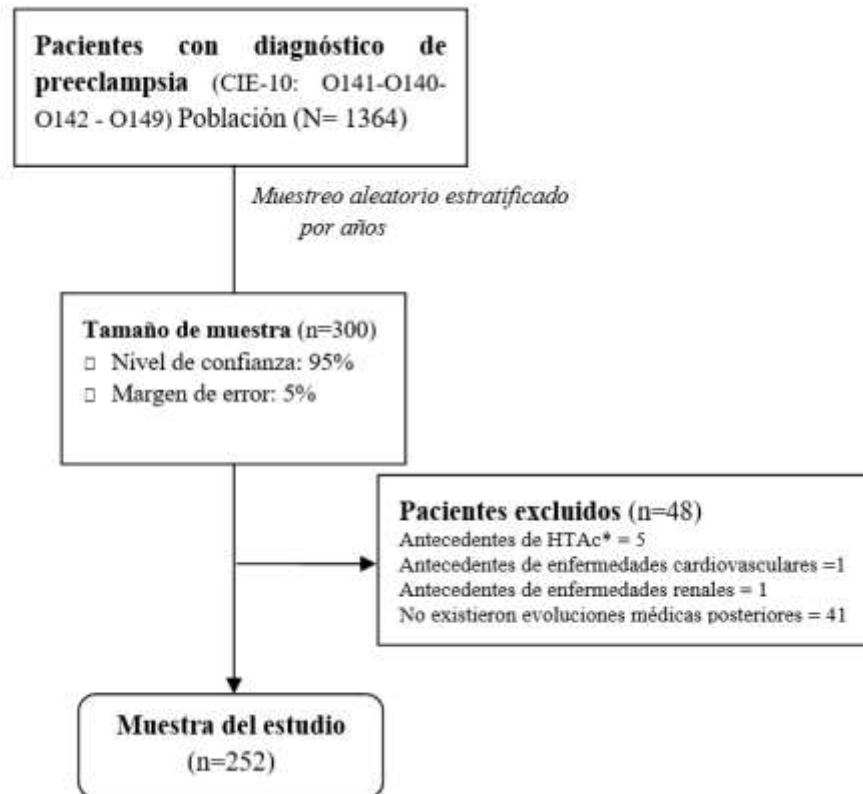 Pacientes con diagnóstico de
preeclampsia (CIE-10: O141-O140-
O142 - O149) Población (N= 1364)
Muestreo aleatorio estratificado
por años
Tamaño de muestra (n=300)
▯ Nivel de confianza: 95%
▯ Margen de error: 5%
Pacientes excluidos (n=48)
Antecedentes de HTAc* = 5
Antecedentes de enfermedades cardiovasculares =1
Antecedentes de enfermedades renales = 1
No existieron evoluciones médicas posteriores = 41
Muestra del estudio
(n=252)